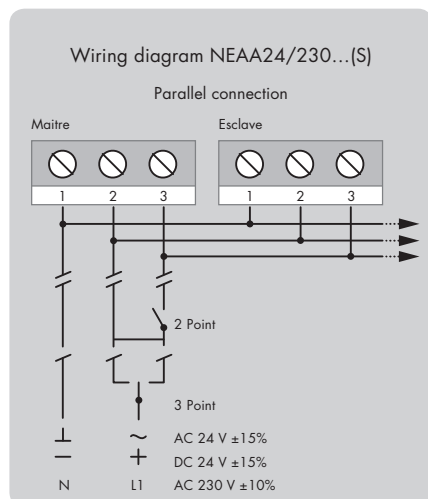 Wiring diagram NEAA24/230...(S)
Parallel connection
Maitre Esclave
1 2 3 1 2 3
2 Point
3 Point
⊥ ~ AC 24 V ±15%
− + DC 24 V ±15%
N L1 AC 230 V ±10%